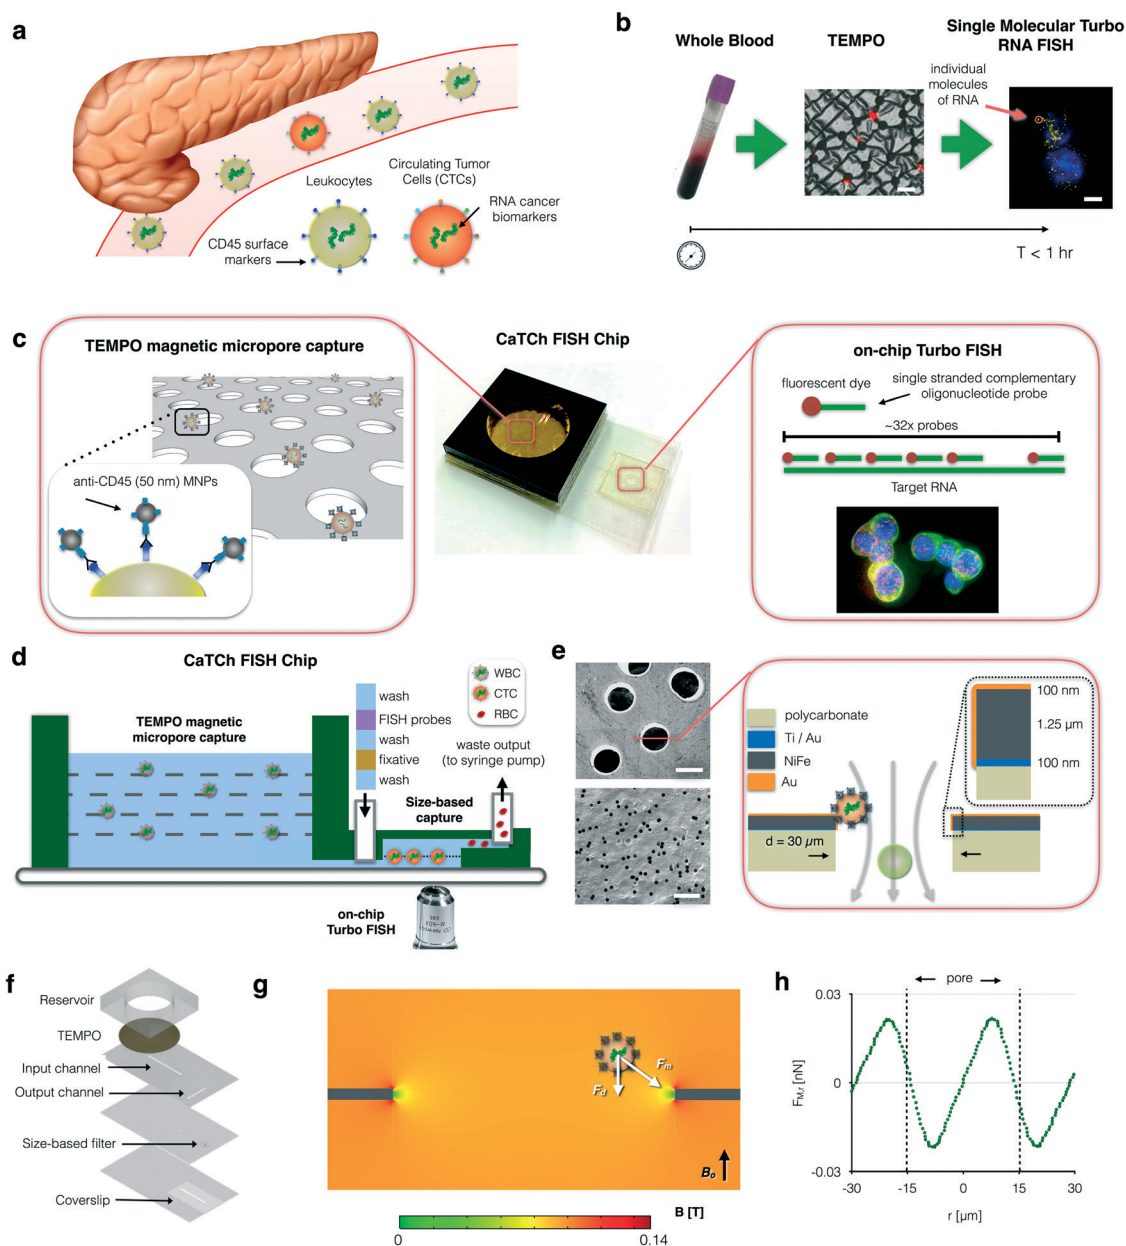 a
Leukocytes
Circulating Tumor
Cells (CTCs)
RNA cancer
biomarkers
CD45 surface
markers
b
Whole Blood
TEMPO
Single Molecular Turbo
RNA FISH
individual
molecules
of RNA
T < 1 hr
c
TEMPO magnetic micropore capture
anti-CD45 (50 nm) MNPs
CaTCh FISH Chip
on-chip Turbo FISH
fluorescent dye
single stranded complementary
oligonucleotide probe
~32x probes
Target RNA
d
CaTCh FISH Chip
TEMPO magnetic
micropore capture
wash
FISH probes
wash
fixative
wash
WBC
CTC
RBC
waste output
(to syringe pump)
Size-based
capture
on-chip
Turbo FISH
e
polycarbonate
Ti / Au
NiFe
Au
100 nm
1.25 µm
100 nm
d = 30 µm
f
Reservoir
TEMPO
Input channel
Output channel
Size-based filter
Coverslip
g
Fm
Fd
Bo
B [T]
0
0.14
h
pore
0.03
0
-0.03
FM,r [nN]
-30
-15
0
15
30
r [µm]